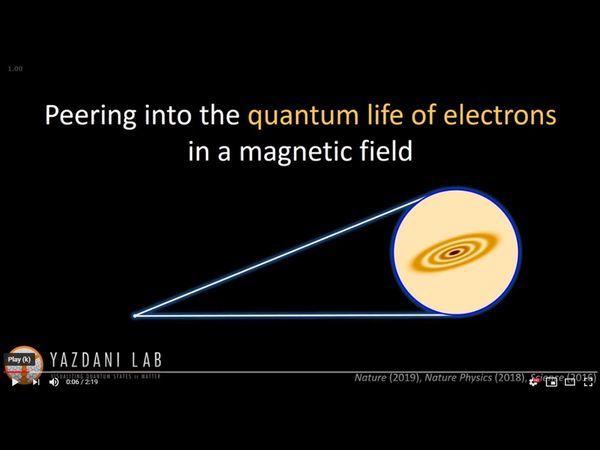 1.00
Peering into the quantum life of electrons
in a magnetic field
Play (k)
YAZDANI LAB
VISUALIZING QUANTUM STATES OF MATTER
0:06 / 2:19
Nature (2019), Nature Physics (2018), Science (2016)